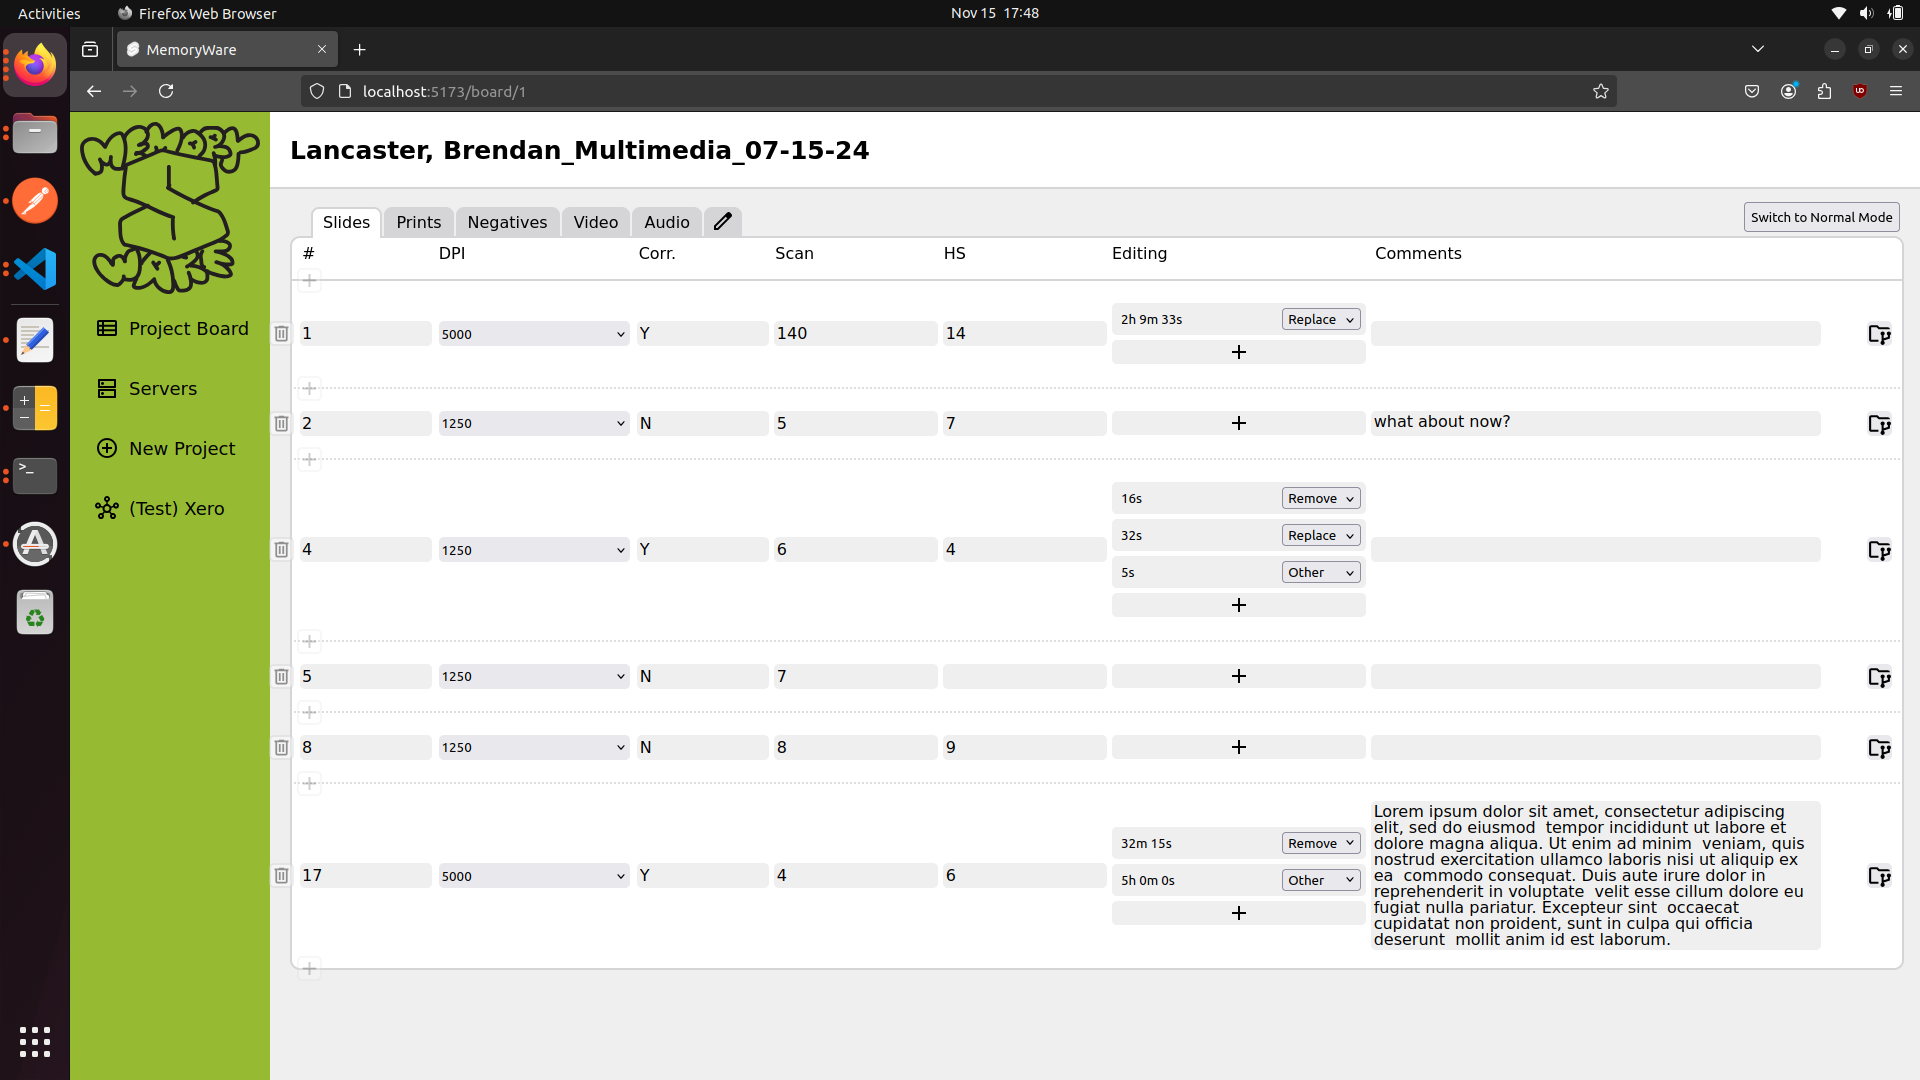 Activities
Firefox Web Browser
Nov 15 17:48
MemoryWare
localhost:5173/board/1
MEMORY
WARE
Project Board
Servers
New Project
(Test) Xero
Lancaster, Brendan_Multimedia_07-15-24
Slides Prints Negatives Video Audio
Switch to Normal Mode
# DPI Corr. Scan HS Editing Comments
2h 9m 33s Replace
1 5000 Y 140 14
+
2 1250 N 5 7 + what about now?
16s Remove
32s Replace
4 1250 Y 6 4
5s Other
+
5 1250 N 7 +
8 1250 N 8 9 +
32m 15s Remove
17 5000 Y 4 6
5h 0m 0s Other
+
Lorem ipsum dolor sit amet, consectetur adipiscing
elit, sed do eiusmod  tempor incididunt ut labore et
dolore magna aliqua. Ut enim ad minim  veniam, quis
nostrud exercitation ullamco laboris nisi ut aliquip ex
ea  commodo consequat. Duis aute irure dolor in
reprehenderit in voluptate  velit esse cillum dolore eu
fugiat nulla pariatur. Excepteur sint  occaecat
cupidatat non proident, sunt in culpa qui officia
deserunt  mollit anim id est laborum.